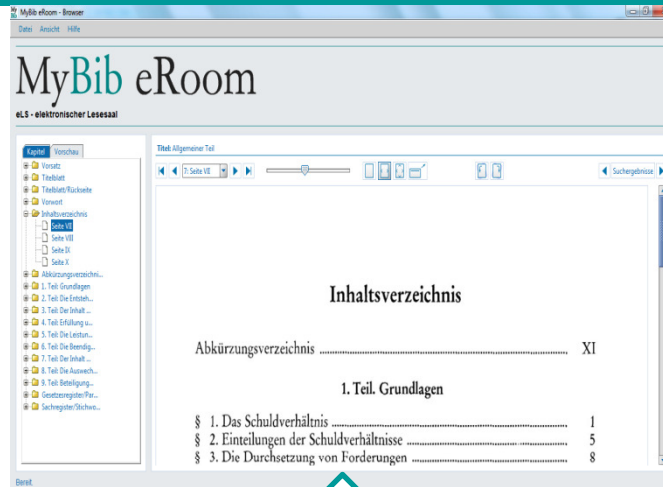 MyBib eRoom - Browser
Datei Ansicht Hilfe
MyBib eRoom
eLS - elektronischer Lesesaal
Kapitel Vorschau
Vorsatz
Titelblatt
Titelblatt/Rückseite
Vorwort
Inhaltsverzeichnis
Seite VII
Seite VIII
Seite IX
Seite X
Abkürzungsverzeichni...
1. Teil: Grundlagen
2. Teil: Die Entsteh...
3. Teil: Der Inhalt ...
4. Teil: Erfüllung u...
5. Teil: Die Leistun...
6. Teil: Die Beendig...
7. Teil: Der Inhalt ...
8. Teil: Die Auswech...
9. Teil: Beteiligung...
Gesetzesregister/Par...
Sachregister/Stichwo...
Titel: Allgemeiner Teil
7: Seite VII
Suchergebnisse
Inhaltsverzeichnis
Abkürzungsverzeichnis ........ XI
1. Teil. Grundlagen
§ 1. Das Schuldverhältnis ........ 1
§ 2. Einteilungen der Schuldverhältnisse ........ 5
§ 3. Die Durchsetzung von Forderungen ........ 8
Bereit